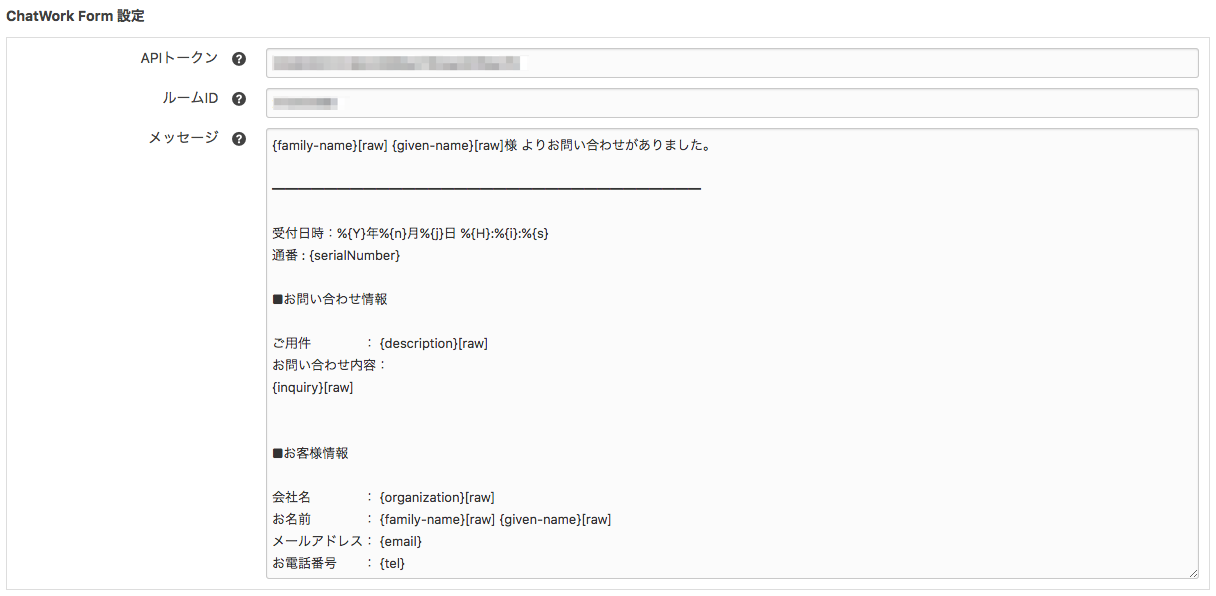 ChatWork Form 設定
APIトークン ?
ルームID ?
メッセージ ?
{family-name}[raw] {given-name}[raw]様 よりお問い合わせがありました。
受付日時：%{Y}年%{n}月%{j}日 %{H}:%{i}:%{s}
通番 : {serialNumber}
■お問い合わせ情報
ご用件　　　　： {description}[raw]
お問い合わせ内容：
{inquiry}[raw]
■お客様情報
会社名　　　　： {organization}[raw]
お名前　　　　： {family-name}[raw] {given-name}[raw]
メールアドレス： {email}
お電話番号　　： {tel}